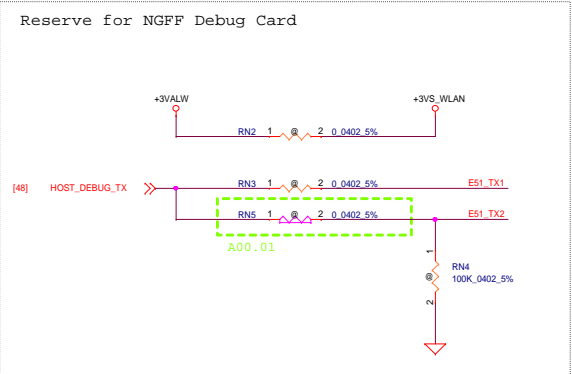 Reserve for NGFF Debug Card
+3VALW +3VS_WLAN
RN2 1 @ 2 0_0402_5%
[48] HOST_DEBUG_TX RN3 1 @ 2 0_0402_5% E51_TX1
RN5 1 @ 2 0_0402_5% E51_TX2
A00.01
1
RN4
@ 100K_0402_5%
2